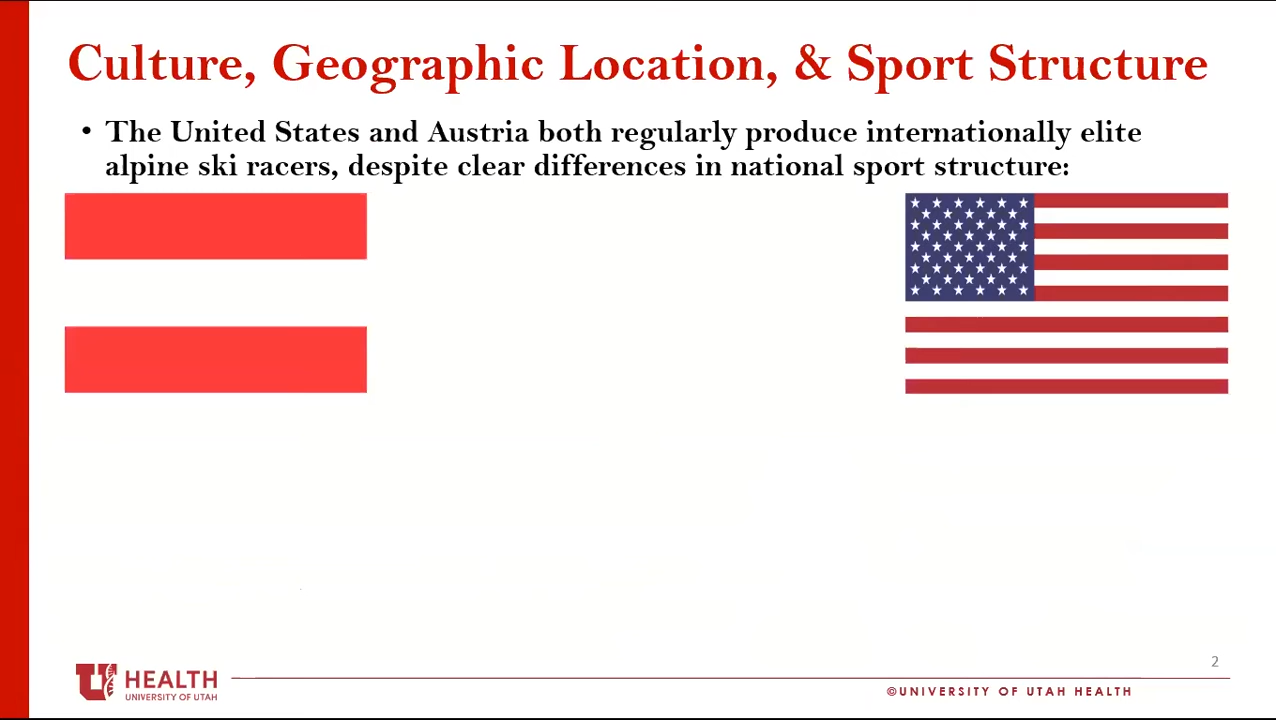 Culture, Geographic Location, & Sport Structure
• The United States and Austria both regularly produce internationally elite
alpine ski racers, despite clear differences in national sport structure:
2
U HEALTH
UNIVERSITY OF UTAH
©UNIVERSITY OF UTAH HEALTH